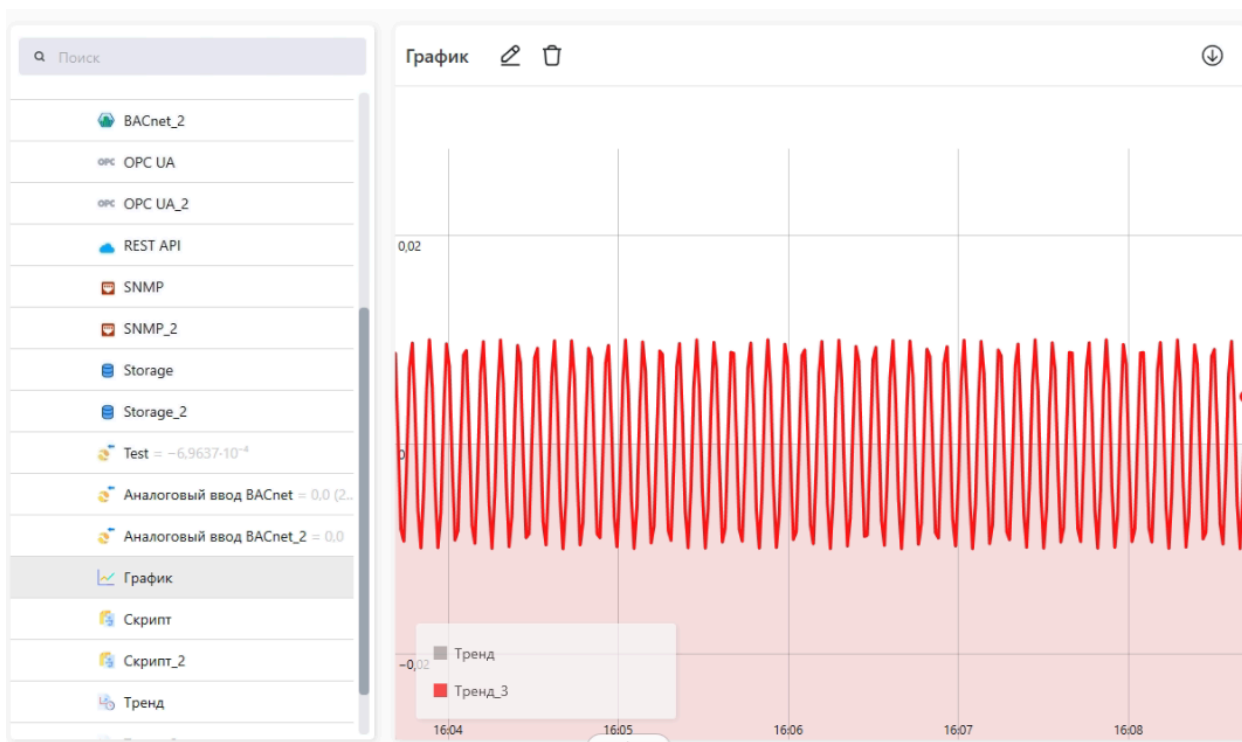 Поиск
BACnet_2
OPC OPC UA
OPC OPC UA_2
REST API
SNMP
SNMP_2
Storage
Storage_2
Test = −6,9637·10⁻⁴
Аналоговый ввод BACnet = 0,0 (2...
Аналоговый ввод BACnet_2 = 0,0
График
Скрипт
Скрипт_2
Тренд
График
0,02
0
−0,02
Тренд
Тренд_3
16:04 16:05 16:06 16:07 16:08